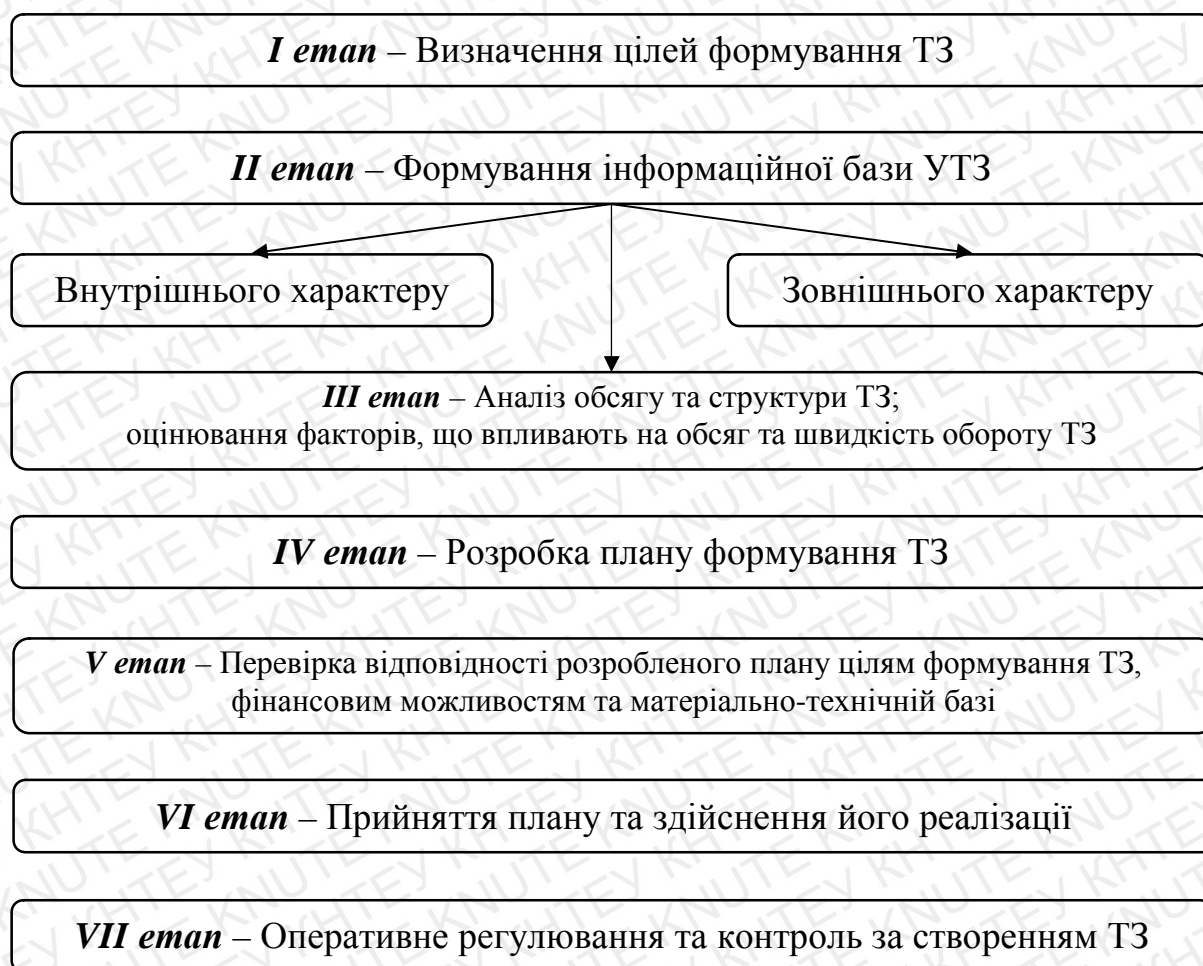 I етап – Визначення цілей формування ТЗ
II етап – Формування інформаційної бази УТЗ
Внутрішнього характеру
Зовнішнього характеру
III етап – Аналіз обсягу та структури ТЗ;
оцінювання факторів, що впливають на обсяг та швидкість обороту ТЗ
IV етап – Розробка плану формування ТЗ
V етап – Перевірка відповідності розробленого плану цілям формування ТЗ,
фінансовим можливостям та матеріально-технічній базі
VI етап – Прийняття плану та здійснення його реалізації
VII етап – Оперативне регулювання та контроль за створенням ТЗ